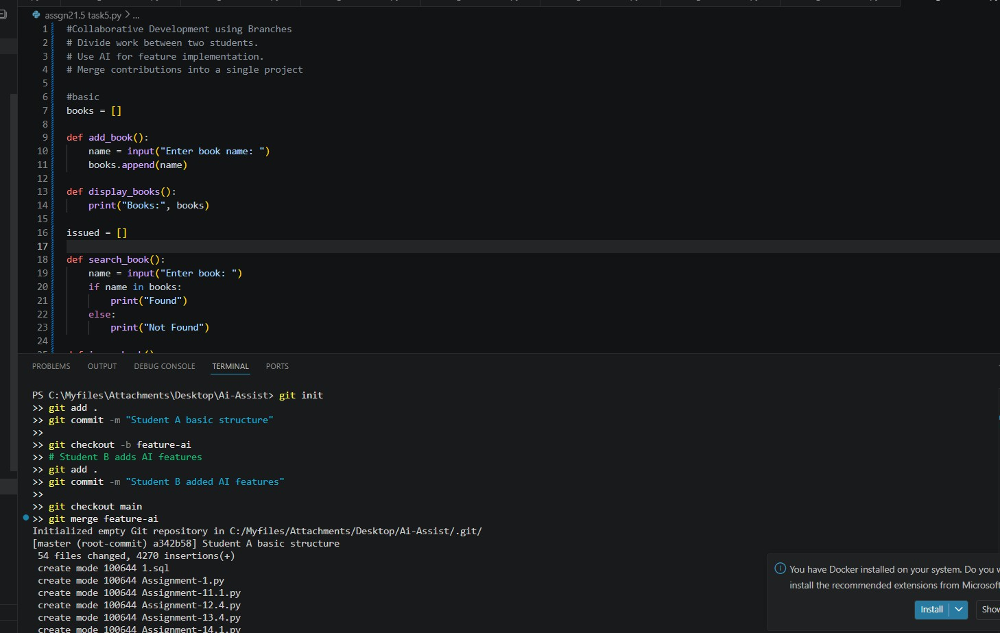 assgn21.5 task5.py > ...
1 #Collaborative Development using Branches
2 # Divide work between two students.
3 # Use AI for feature implementation.
4 # Merge contributions into a single project
5
6 #basic
7 books = []
8
9 def add_book():
10 name = input("Enter book name: ")
11 books.append(name)
12
13 def display_books():
14 print("Books:", books)
15
16 issued = []
17
18 def search_book():
19 name = input("Enter book: ")
20 if name in books:
21 print("Found")
22 else:
23 print("Not Found")
24
PROBLEMS OUTPUT DEBUG CONSOLE TERMINAL PORTS
PS C:\Myfiles\Attachments\Desktop\Ai-Assist> git init
>> git add .
>> git commit -m "Student A basic structure"
>>
>> git checkout -b feature-ai
>> # Student B adds AI features
>> git add .
>> git commit -m "Student B added AI features"
>>
>> git checkout main
>> git merge feature-ai
Initialized empty Git repository in C:/Myfiles/Attachments/Desktop/Ai-Assist/.git/
[master (root-commit) a342b58] Student A basic structure
54 files changed, 4270 insertions(+)
create mode 100644 1.sql
create mode 100644 Assignment-1.py
create mode 100644 Assignment-11.1.py
create mode 100644 Assignment-12.4.py
create mode 100644 Assignment-13.4.py
create mode 100644 Assignment-14.1.py
You have Docker installed on your system. Do you
install the recommended extensions from Microsoft
Install
Show